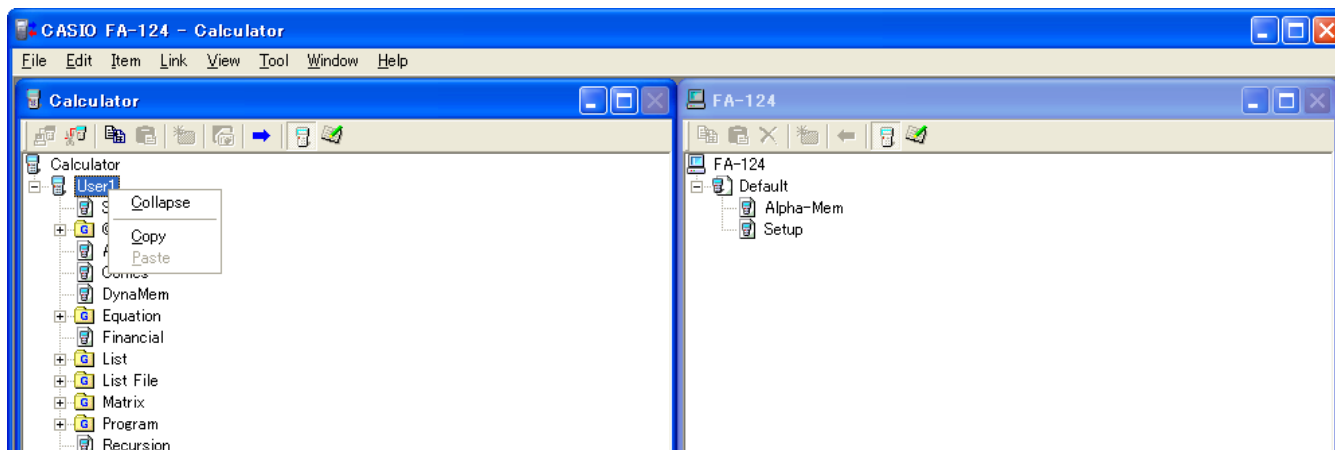 CASIO FA-124 - Calculator
File Edit Item Link View Tool Window Help
Calculator
Calculator
User1
Collapse
Copy
Paste
DynaMem
Equation
Financial
List
List File
Matrix
Program
Recursion
FA-124
FA-124
Default
Alpha-Mem
Setup